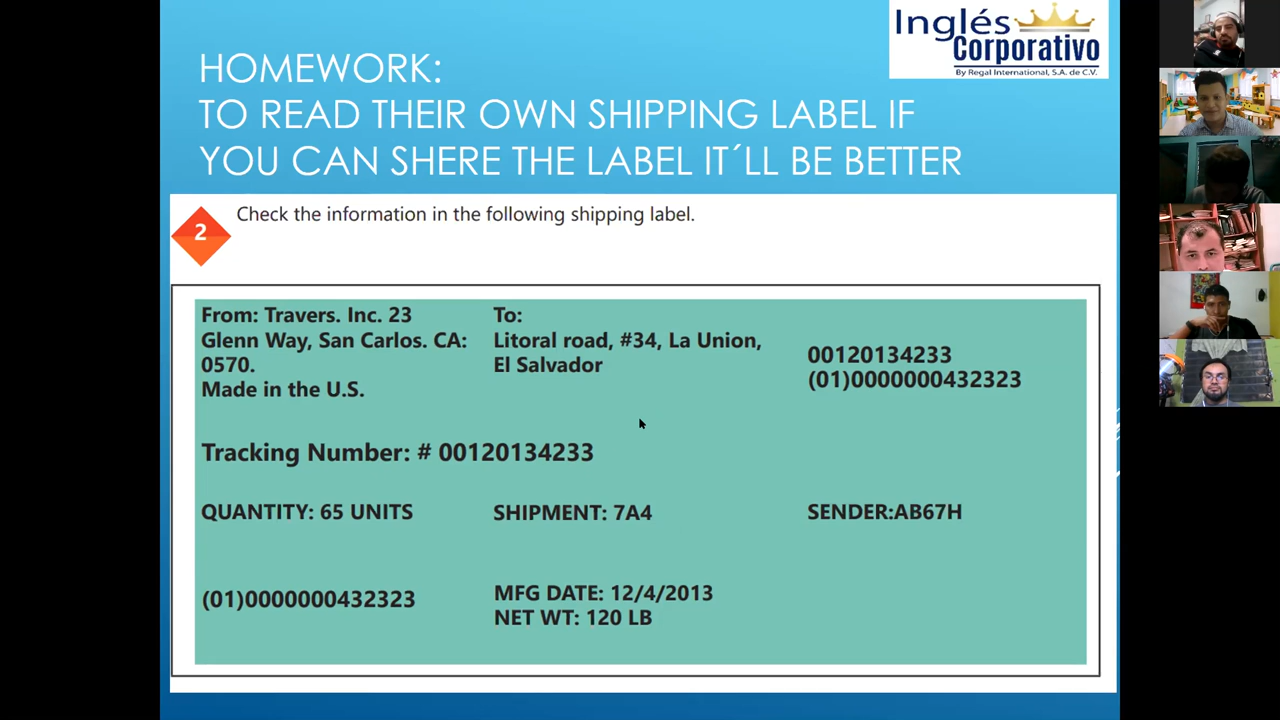 Inglés
Corporativo
By Regal International, S.A. de C.V.
HOMEWORK:
TO READ THEIR OWN SHIPPING LABEL IF
YOU CAN SHERE THE LABEL IT´LL BE BETTER
2
Check the information in the following shipping label.
From: Travers. Inc. 23
Glenn Way, San Carlos. CA:
0570.
Made in the U.S.
To:
Litoral road, #34, La Union,
El Salvador
00120134233
(01)0000000432323
Tracking Number: # 00120134233
QUANTITY: 65 UNITS
SHIPMENT: 7A4
SENDER:AB67H
(01)0000000432323
MFG DATE: 12/4/2013
NET WT: 120 LB